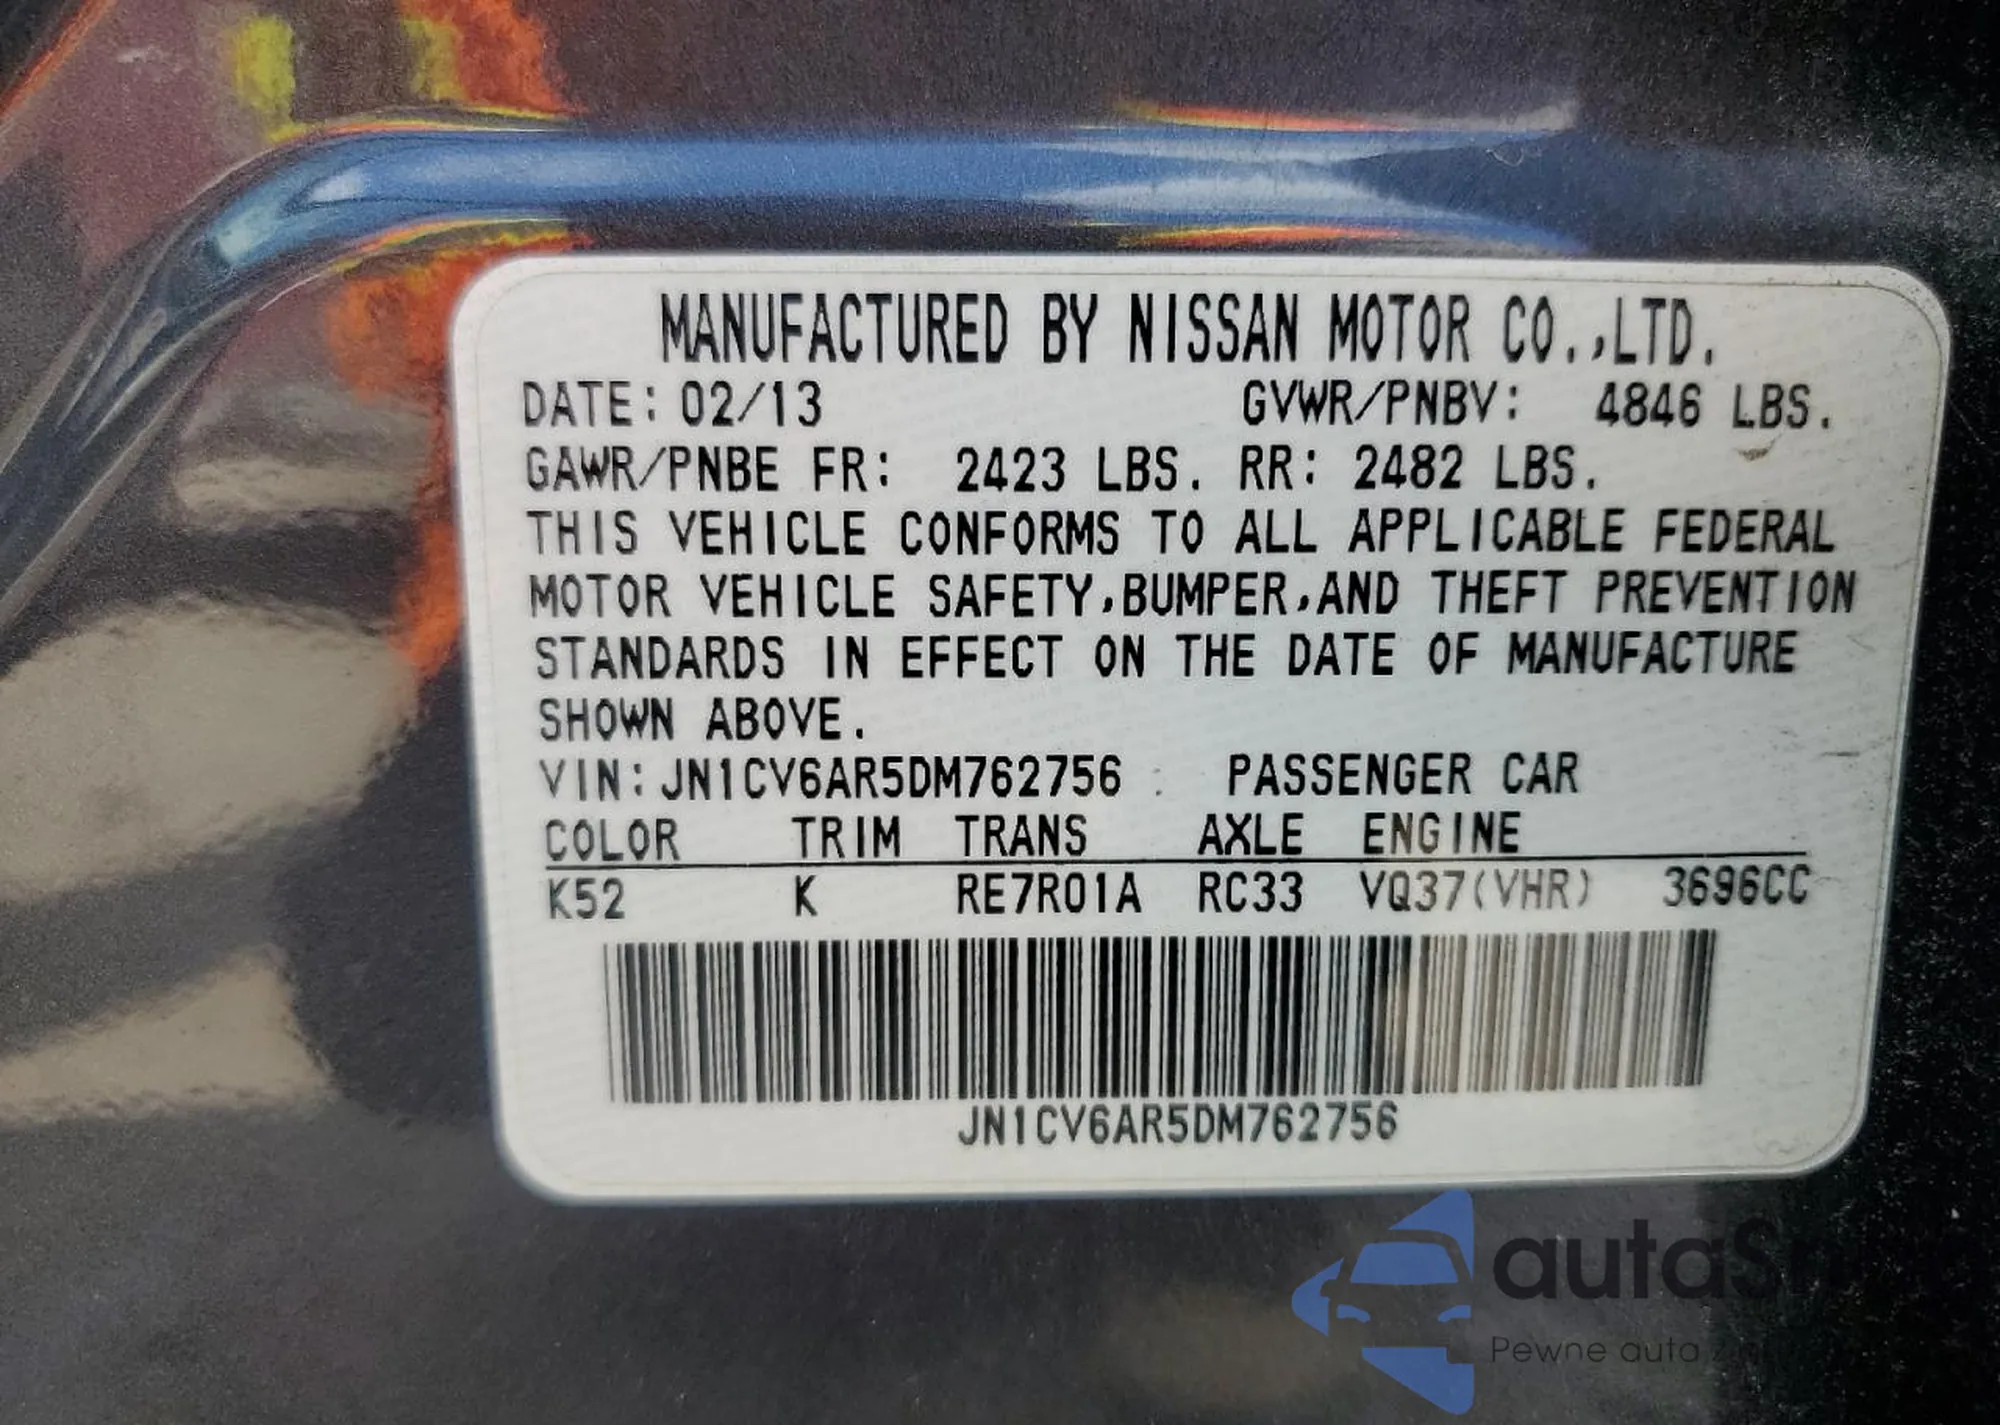 MANUFACTURED BY NISSAN MOTOR CO.,LTD.
DATE: 02/13 GVWR/PNBV: 4846 LBS.
GAWR/PNBE FR: 2423 LBS. RR: 2482 LBS.
THIS VEHICLE CONFORMS TO ALL APPLICABLE FEDERAL
MOTOR VEHICLE SAFETY,BUMPER,AND THEFT PREVENTION
STANDARDS IN EFFECT ON THE DATE OF MANUFACTURE
SHOWN ABOVE.
VIN:JN1CV6AR5DM762756 PASSENGER CAR
COLOR TRIM TRANS AXLE ENGINE
K52 K RE7R01A RC33 VQ37(VHR) 3696CC
JN1CV6AR5DM762756
Pewne auto